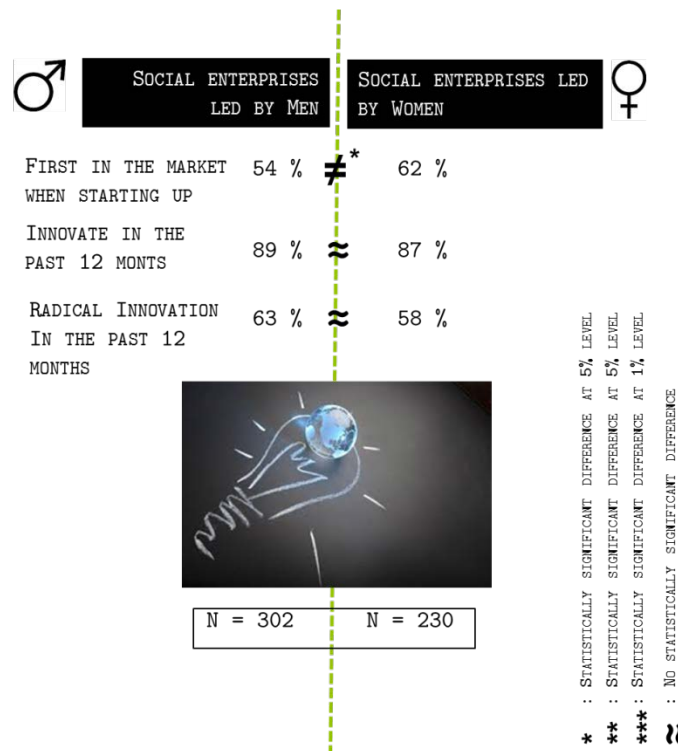 ♂
SOCIAL ENTERPRISES
LED BY MEN
SOCIAL ENTERPRISES LED
BY WOMEN
♀
FIRST IN THE MARKET
WHEN STARTING UP
54 % ≠* 62 %
INNOVATE IN THE
PAST 12 MONTS
89 % ≈ 87 %
RADICAL INNOVATION
IN THE PAST 12
MONTHS
63 % ≈ 58 %
N = 302 N = 230
* : STATISTICALLY SIGNIFICANT DIFFERENCE AT 5% LEVEL
** : STATISTICALLY SIGNIFICANT DIFFERENCE AT 5% LEVEL
*** : STATISTICALLY SIGNIFICANT DIFFERENCE AT 1% LEVEL
≈ : NO STATISTICALLY SIGNIFICANT DIFFERENCE